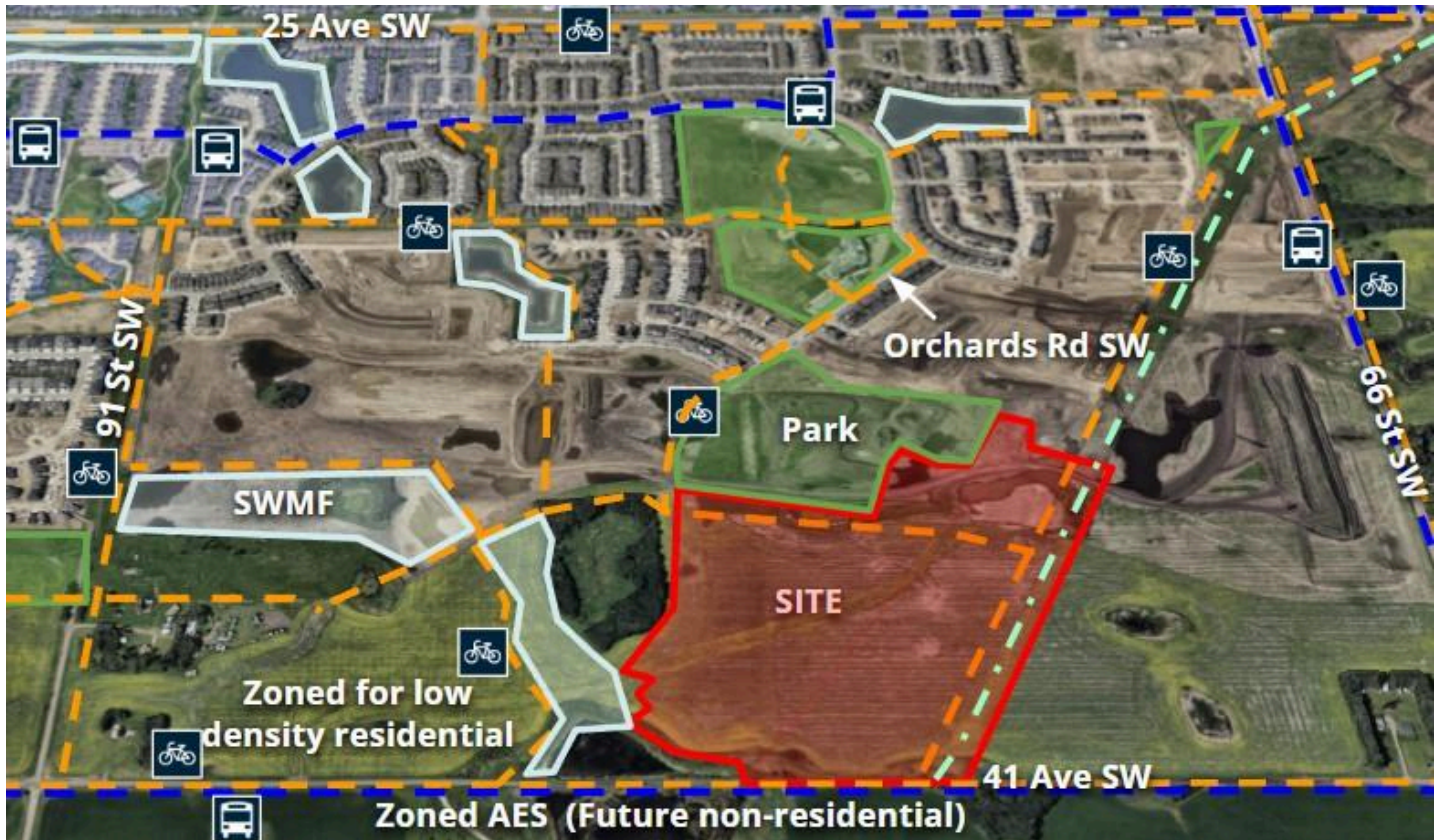 25 Ave SW
Orchards Rd SW
91 St SW
66 St SW
Park
SWMF
SITE
Zoned for low
density residential
41 Ave SW
Zoned AES (Future non-residential)